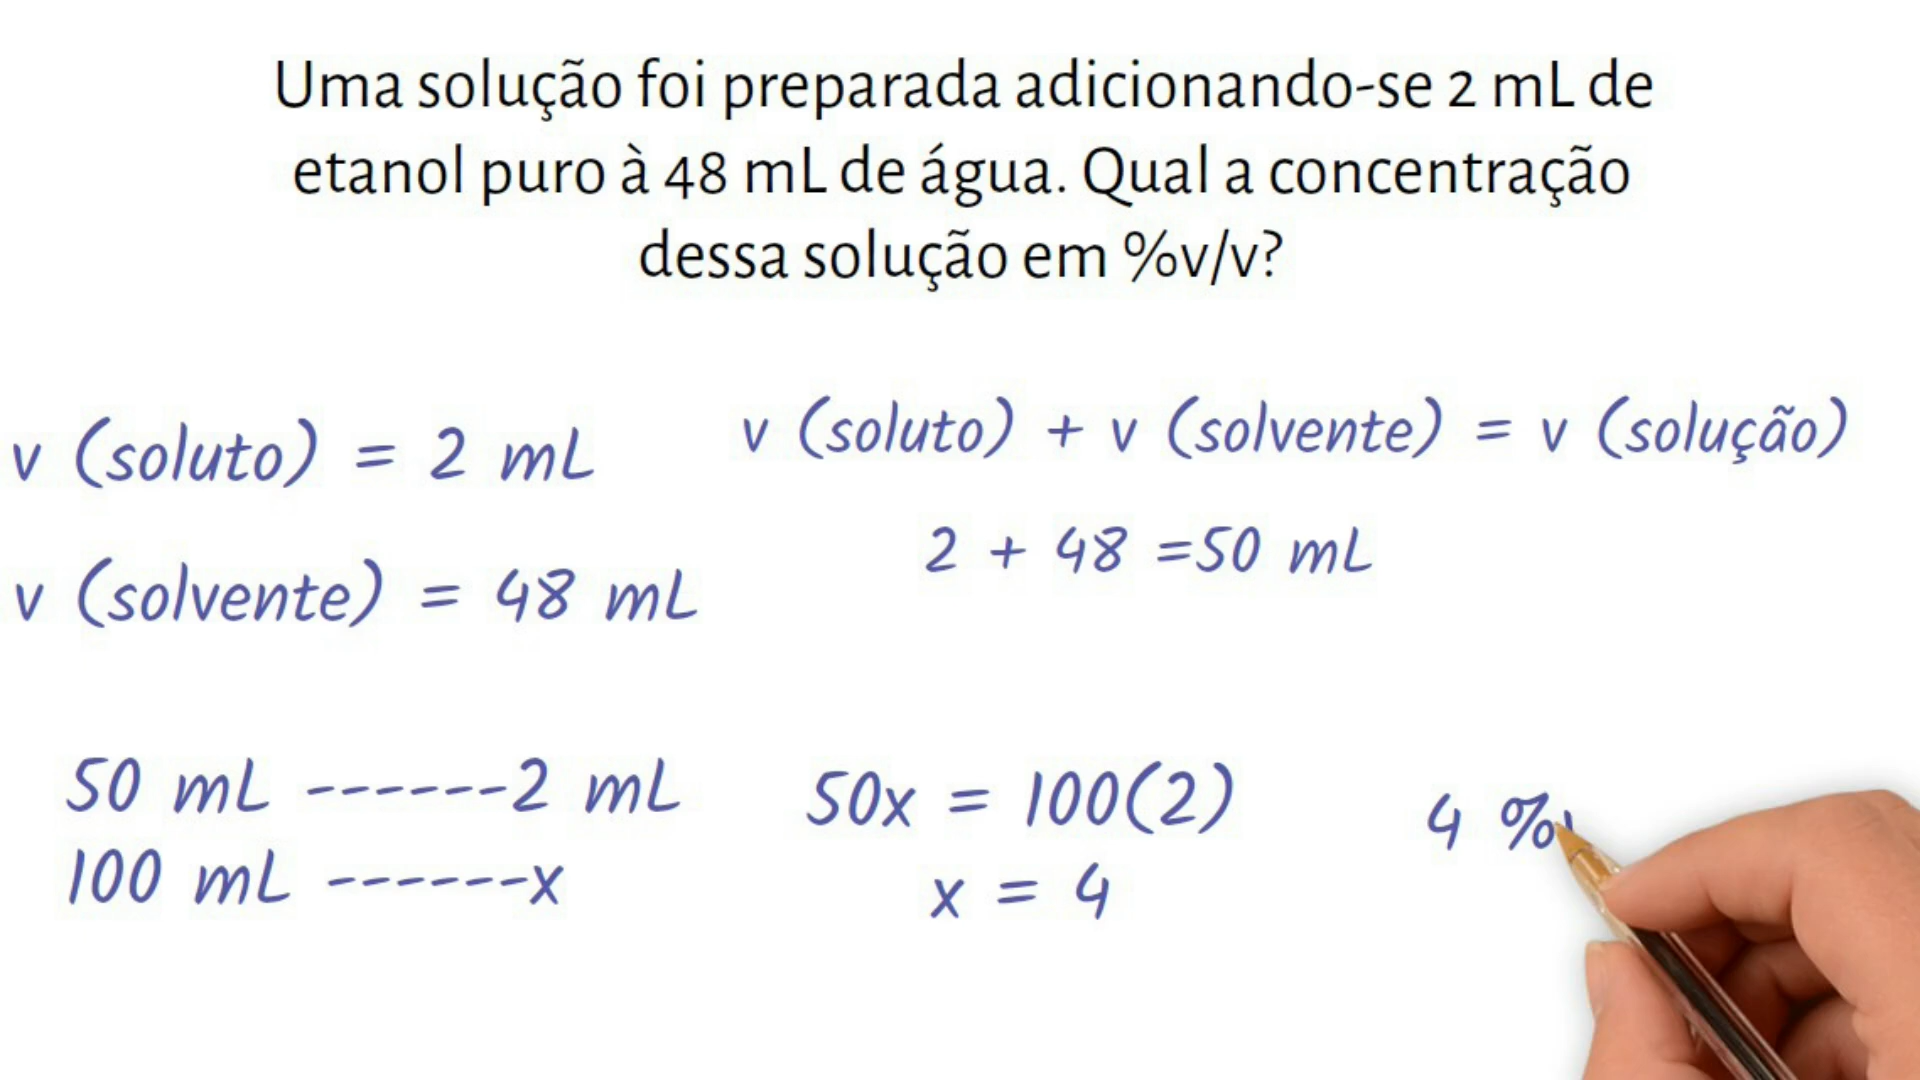 Uma solução foi preparada adicionando-se 2 mL de
etanol puro à 48 mL de água. Qual a concentração
dessa solução em %v/v?
v (soluto) = 2 mL
v (solvente) = 48 mL
v (soluto) + v (solvente) = v (solução)
2 + 48 =50 mL
50 mL ------2 mL
100 mL ------x
50x = 100(2)
x = 4
4 %